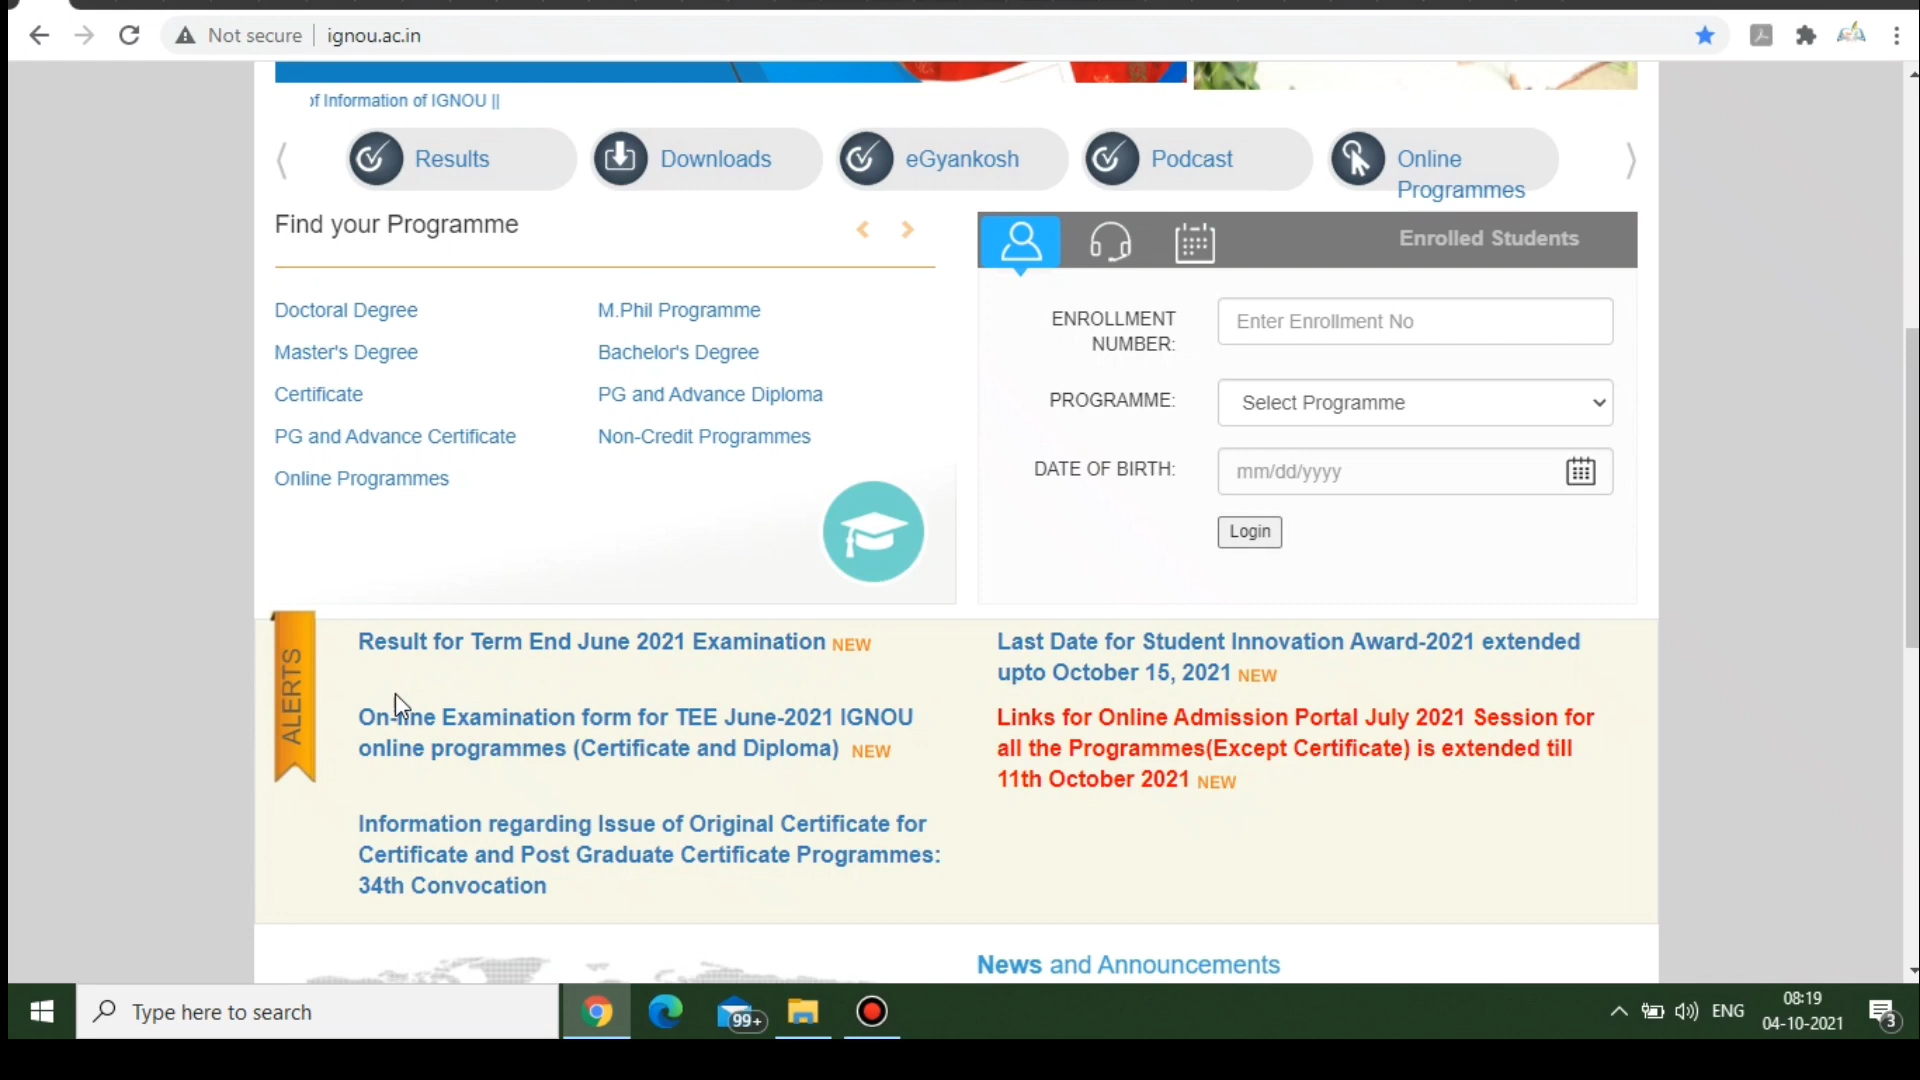 Not secure
ignou.ac.in
of Information of IGNOU ||
Results
Downloads
eGyankosh
Podcast
Online
Programmes
Find your Programme
Doctoral Degree
M.Phil Programme
Master's Degree
Bachelor's Degree
Certificate
PG and Advance Diploma
PG and Advance Certificate
Non-Credit Programmes
Online Programmes
Enrolled Students
ENROLLMENT
NUMBER:
Enter Enrollment No
PROGRAMME:
Select Programme
DATE OF BIRTH:
mm/dd/yyyy
Login
ALERTS
Result for Term End June 2021 Examination NEW
On-line Examination form for TEE June-2021 IGNOU
online programmes (Certificate and Diploma) NEW
Information regarding Issue of Original Certificate for
Certificate and Post Graduate Certificate Programmes:
34th Convocation
Last Date for Student Innovation Award-2021 extended
upto October 15, 2021 NEW
Links for Online Admission Portal July 2021 Session for
all the Programmes(Except Certificate) is extended till
11th October 2021 NEW
News and Announcements
Type here to search
99+
ENG
08:19
04-10-2021
3